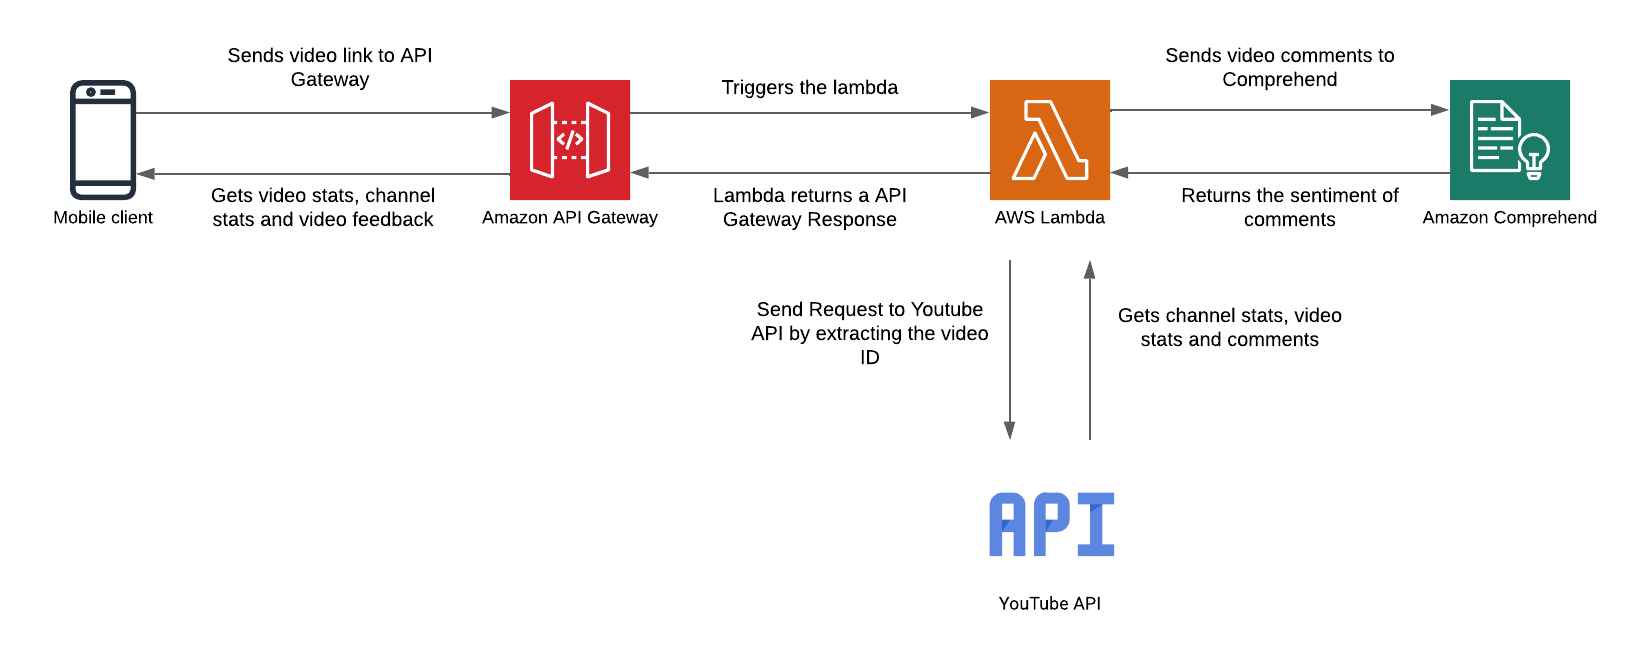 Sends video link to API
Gateway
Triggers the lambda
Sends video comments to
Comprehend
Gets video stats, channel
stats and video feedback
Lambda returns a API
Gateway Response
Returns the sentiment of
comments
Mobile client
Amazon API Gateway
AWS Lambda
Amazon Comprehend
Send Request to Youtube
API by extracting the video
ID
Gets channel stats, video
stats and comments
API
YouTube API